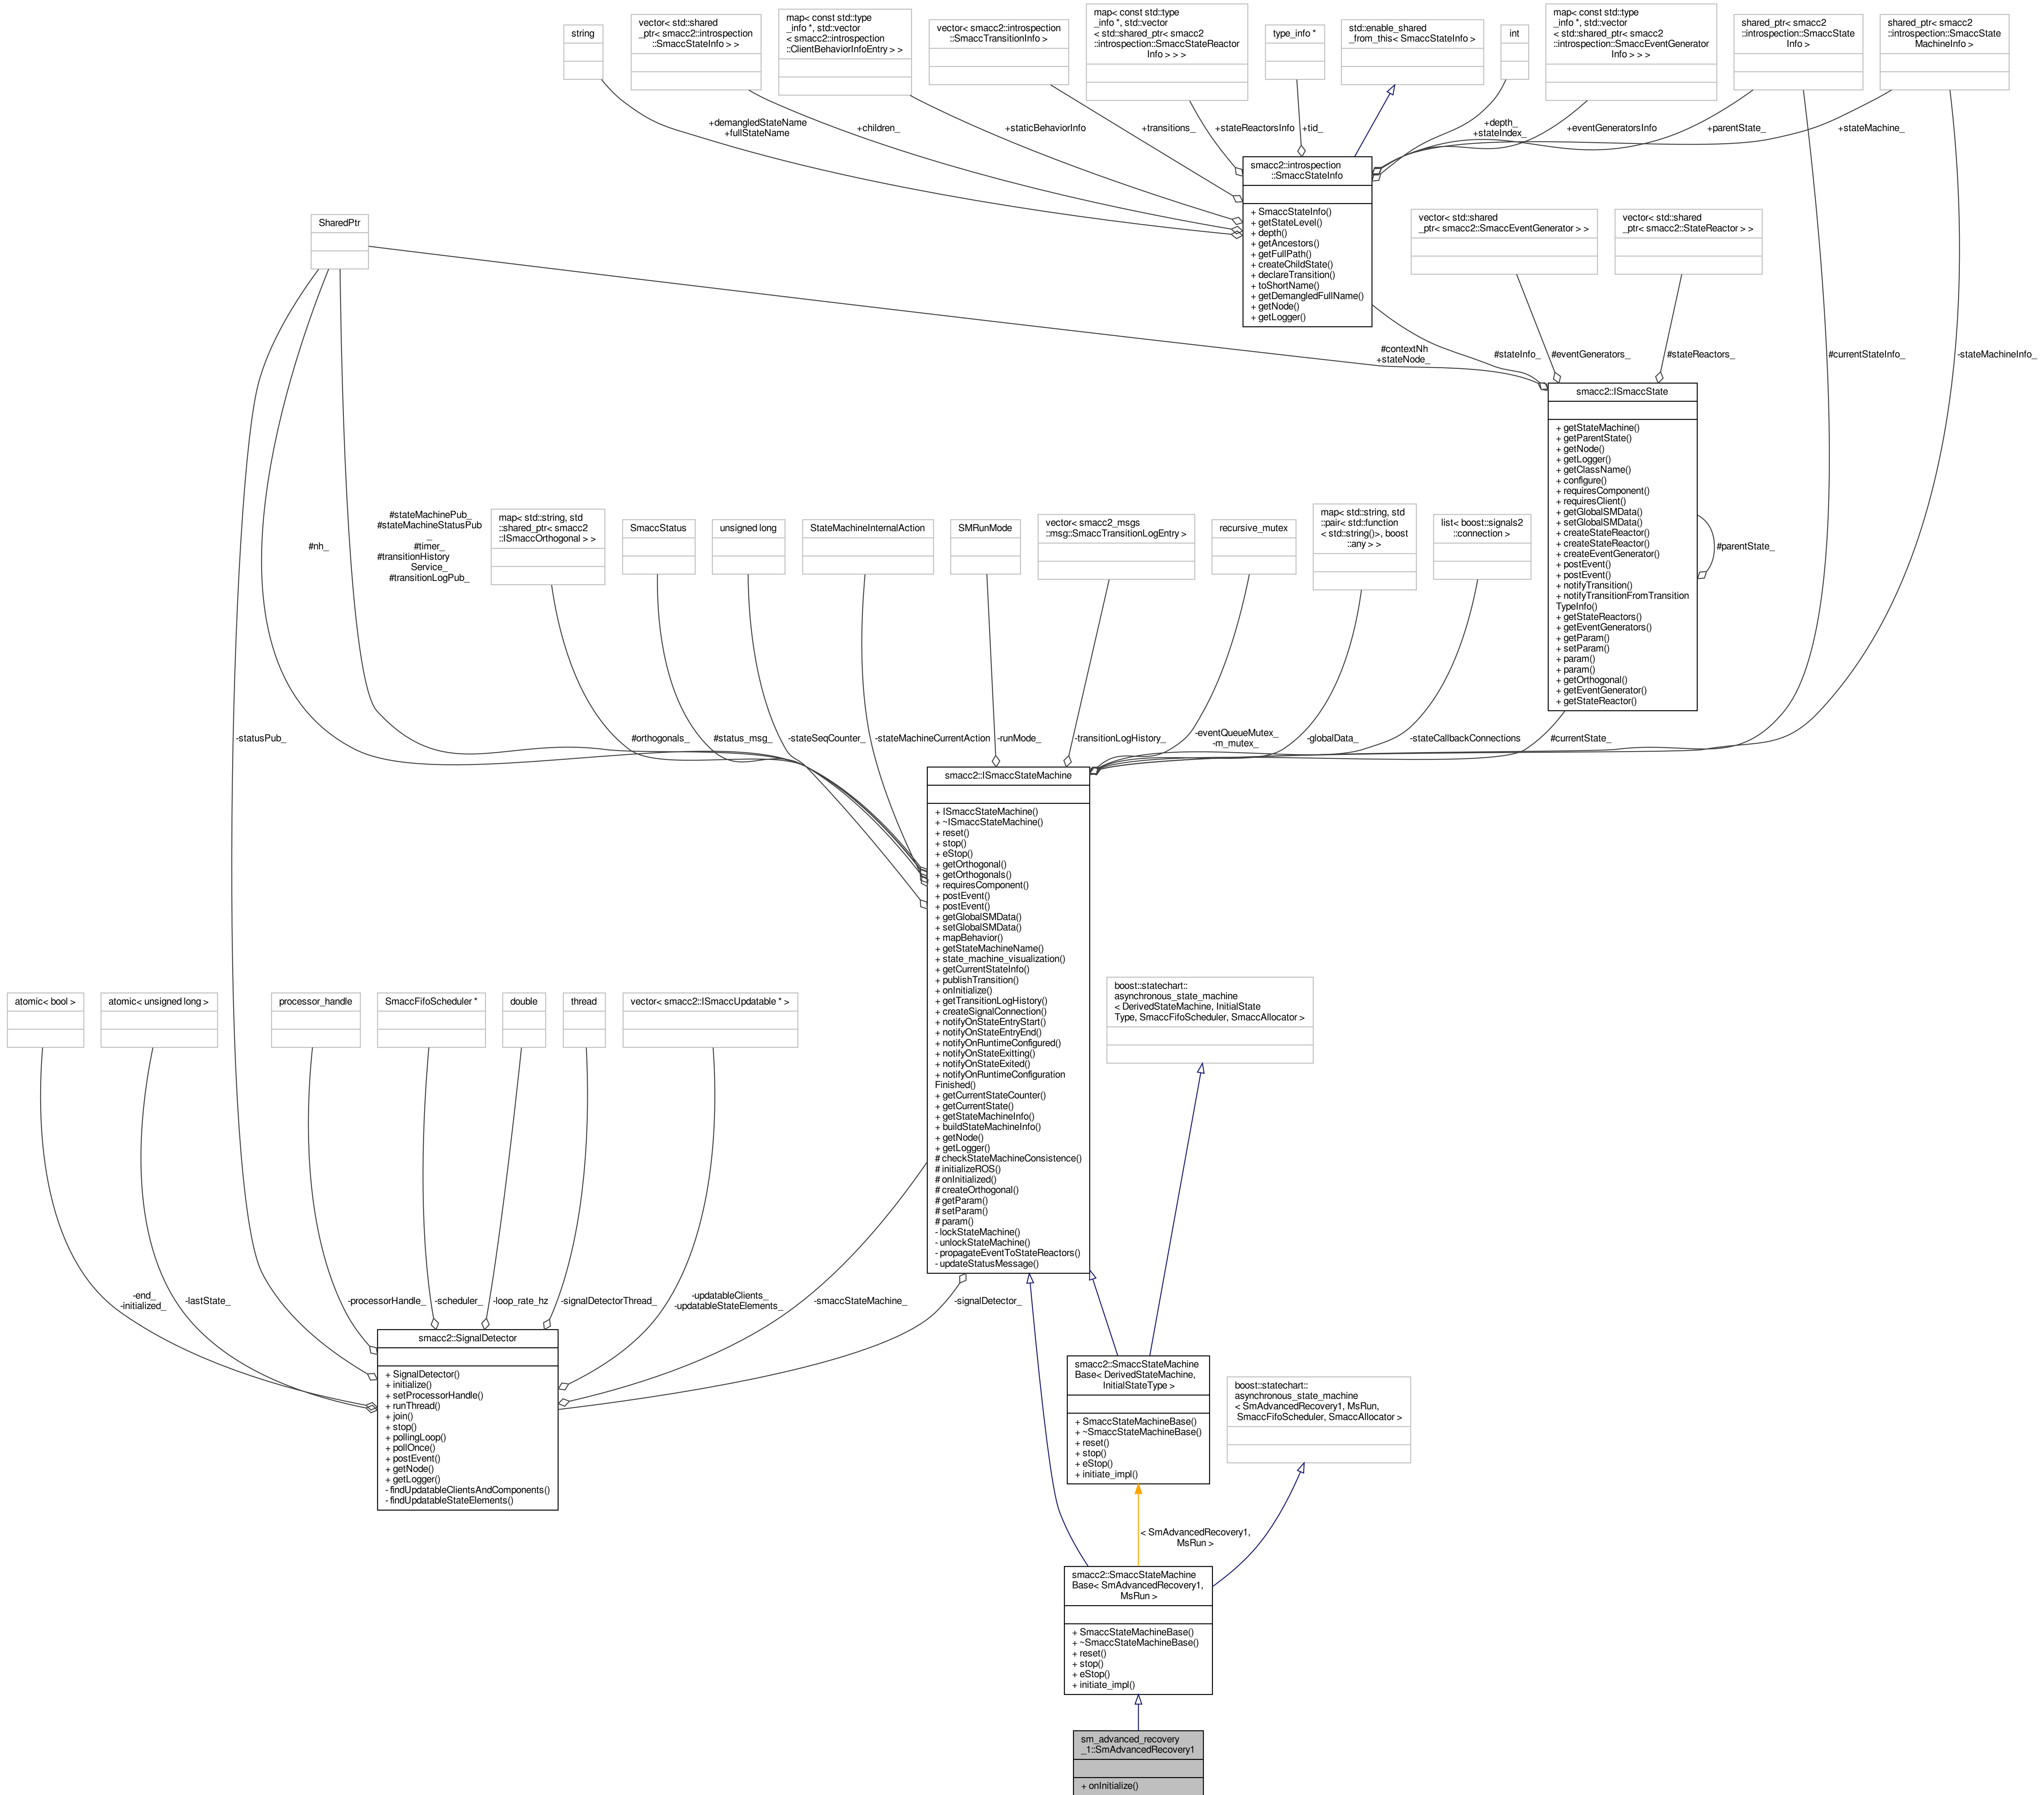 string
vector< std::shared
_ptr< smacc2::introspection
::SmaccStateInfo > >
map< const std::type
_info *, std::vector
< smacc2::introspection
::ClientBehaviorInfoEntry > >
vector< smacc2::introspection
::SmaccTransitionInfo >
map< const std::type
_info *, std::vector
< std::shared_ptr< smacc2
::introspection::SmaccStateReactor
Info > > >
type_info *
std::enable_shared
_from_this< SmaccStateInfo >
int
map< const std::type
_info *, std::vector
< std::shared_ptr< smacc2
::introspection::SmaccEventGenerator
Info > > >
shared_ptr< smacc2
::introspection::SmaccState
Info >
shared_ptr< smacc2
::introspection::SmaccState
MachineInfo >
+demangledStateName
+fullStateName
+children_
+staticBehaviorInfo
+transitions_
+stateReactorsInfo
+tid_
+depth_
+stateIndex_
+eventGeneratorsInfo
+parentState_
+stateMachine_
smacc2::introspection
::SmaccStateInfo
+ SmaccStateInfo()
+ getStateLevel()
+ depth()
+ getAncestors()
+ getFullPath()
+ createChildState()
+ declareTransition()
+ toShortName()
+ getDemangledFullName()
+ getNode()
+ getLogger()
SharedPtr
vector< std::shared
_ptr< smacc2::SmaccEventGenerator > >
vector< std::shared
_ptr< smacc2::StateReactor > >
#contextNh
+stateNode_
#stateInfo_
#eventGenerators_
#stateReactors_
#currentStateInfo_
-stateMachineInfo_
smacc2::ISmaccState
+ getStateMachine()
+ getParentState()
+ getNode()
+ getLogger()
+ getClassName()
+ configure()
+ requiresComponent()
+ requiresClient()
+ getGlobalSMData()
+ setGlobalSMData()
+ createStateReactor()
+ createStateReactor()
+ createEventGenerator()
+ postEvent()
+ postEvent()
+ notifyTransition()
+ notifyTransitionFromTransition
TypeInfo()
+ getStateReactors()
+ getEventGenerators()
+ getParam()
+ setParam()
+ param()
+ param()
+ getOrthogonal()
+ getEventGenerator()
+ getStateReactor()
#parentState_
#nh_
#stateMachinePub_
#stateMachineStatusPub
_
#timer_
#transitionHistory
Service_
#transitionLogPub_
map< std::string, std
::shared_ptr< smacc2
::ISmaccOrthogonal > >
SmaccStatus
unsigned long
StateMachineInternalAction
SMRunMode
vector< smacc2_msgs
::msg::SmaccTransitionLogEntry >
recursive_mutex
map< std::string, std
::pair< std::function
< std::string()>, boost
::any > >
list< boost::signals2
::connection >
-statusPub_
#orthogonals_
#status_msg_
-stateSeqCounter_
-stateMachineCurrentAction
-runMode_
-transitionLogHistory_
-eventQueueMutex_
-m_mutex_
-globalData_
-stateCallbackConnections
#currentState_
smacc2::ISmaccStateMachine
+ ISmaccStateMachine()
+ ~ISmaccStateMachine()
+ reset()
+ stop()
+ eStop()
+ getOrthogonal()
+ getOrthogonals()
+ requiresComponent()
+ postEvent()
+ postEvent()
+ getGlobalSMData()
+ setGlobalSMData()
+ mapBehavior()
+ getStateMachineName()
+ state_machine_visualization()
+ getCurrentStateInfo()
+ publishTransition()
+ onInitialize()
+ getTransitionLogHistory()
+ createSignalConnection()
+ notifyOnStateEntryStart()
+ notifyOnStateEntryEnd()
+ notifyOnRuntimeConfigured()
+ notifyOnStateExitting()
+ notifyOnStateExited()
+ notifyOnRuntimeConfiguration
Finished()
+ getCurrentStateCounter()
+ getCurrentState()
+ getStateMachineInfo()
+ buildStateMachineInfo()
+ getNode()
+ getLogger()
# checkStateMachineConsistence()
# initializeROS()
# onInitialized()
# createOrthogonal()
# getParam()
# setParam()
# param()
- lockStateMachine()
- unlockStateMachine()
- propagateEventToStateReactors()
- updateStatusMessage()
atomic< bool >
atomic< unsigned long >
processor_handle
SmaccFifoScheduler *
double
thread
vector< smacc2::ISmaccUpdatable * >
boost::statechart::
asynchronous_state_machine
< DerivedStateMachine, InitialState
Type, SmaccFifoScheduler, SmaccAllocator >
-end_
-initialized_
-lastState_
-processorHandle_
-scheduler_
-loop_rate_hz
-signalDetectorThread_
-updatableClients_
-updatableStateElements_
-smaccStateMachine_
-signalDetector_
smacc2::SignalDetector
+ SignalDetector()
+ initialize()
+ setProcessorHandle()
+ runThread()
+ join()
+ stop()
+ pollingLoop()
+ pollOnce()
+ postEvent()
+ getNode()
+ getLogger()
- findUpdatableClientsAndComponents()
- findUpdatableStateElements()
smacc2::SmaccStateMachine
Base< DerivedStateMachine,
InitialStateType >
+ SmaccStateMachineBase()
+ ~SmaccStateMachineBase()
+ reset()
+ stop()
+ eStop()
+ initiate_impl()
boost::statechart::
asynchronous_state_machine
< SmAdvancedRecovery1, MsRun,
SmaccFifoScheduler, SmaccAllocator >
< SmAdvancedRecovery1,
MsRun >
smacc2::SmaccStateMachine
Base< SmAdvancedRecovery1,
MsRun >
+ SmaccStateMachineBase()
+ ~SmaccStateMachineBase()
+ reset()
+ stop()
+ eStop()
+ initiate_impl()
sm_advanced_recovery
_1::SmAdvancedRecovery1
+ onInitialize()